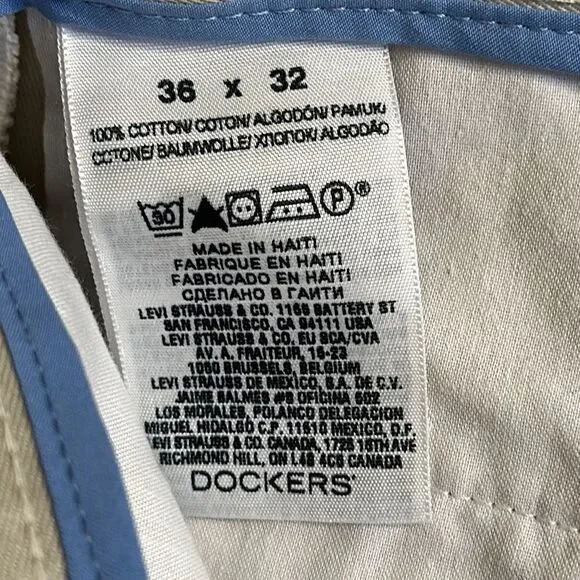 36 x 32
100% COTTON/ COTON/ ALGODÓN/ PAMUK/
COTONE/ BAUMWOLLE/ ХЛОПОК/ ALGODÃO
30 P ®
MADE IN HAITI
FABRIQUE EN HAITI
FABRICADO EN HAITI
СДЕЛАНО В ГАИТИ
LEVI STRAUSS & CO. 1155 BATTERY ST
SAN FRANCISCO, CA 94111 USA
LEVI STRAUSS & CO. EU SCA/CVA
AV. A. FRAITEUR, 15-23
1050 BRUSSELS, BELGIUM
LEVI STRAUSS DE MEXICO, S.A. DE C.V.
JAIME BALMES #8 OFICINA 602
LOS MORALES, POLANCO DELEGACION
MIGUEL HIDALGO C.P. 11510 MEXICO, D.F.
LEVI STRAUSS & CO. CANADA, 1725 16TH AVE
RICHMOND HILL, ON L4B 4C6 CANADA
DOCKERS®